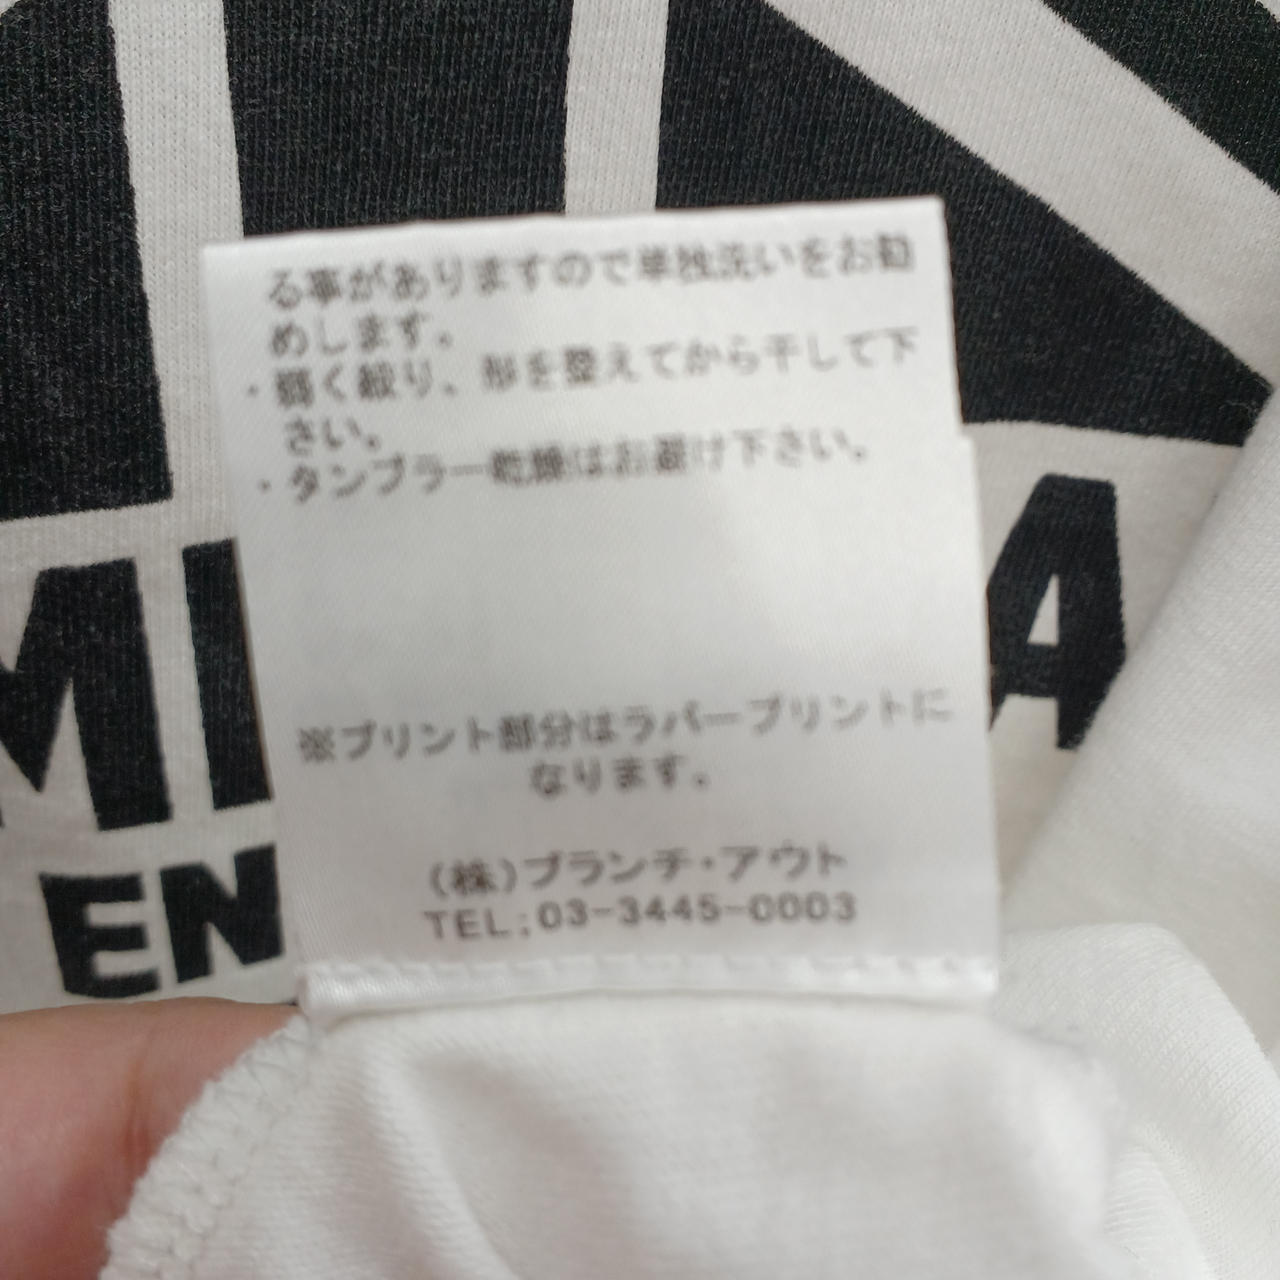 る事がありますので単独洗いをお勧
めします。
・弱く絞り、形を整えてから干して下
さい。
・タンブラー乾燥はお避け下さい。
※プリント部分はラバープリントに
なります。
(株)ブランチ・アウト
TEL:03-3445-0003
MI
A
EN